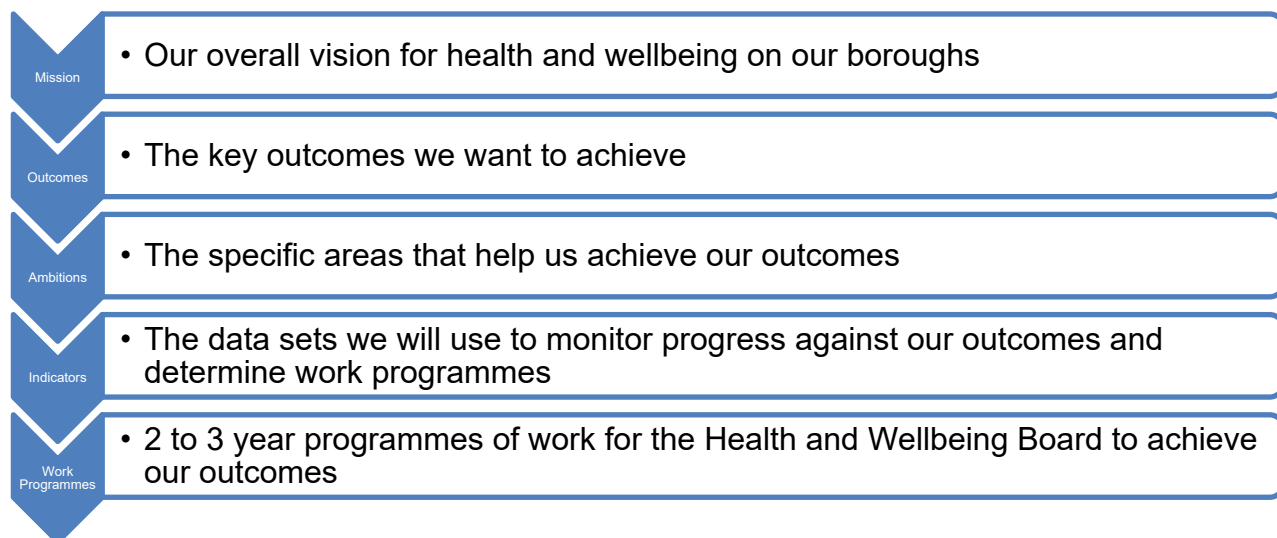 Mission
• Our overall vision for health and wellbeing on our boroughs
Outcomes
• The key outcomes we want to achieve
Ambitions
• The specific areas that help us achieve our outcomes
Indicators
• The data sets we will use to monitor progress against our outcomes and
determine work programmes
Work
Programmes
• 2 to 3 year programmes of work for the Health and Wellbeing Board to achieve
our outcomes